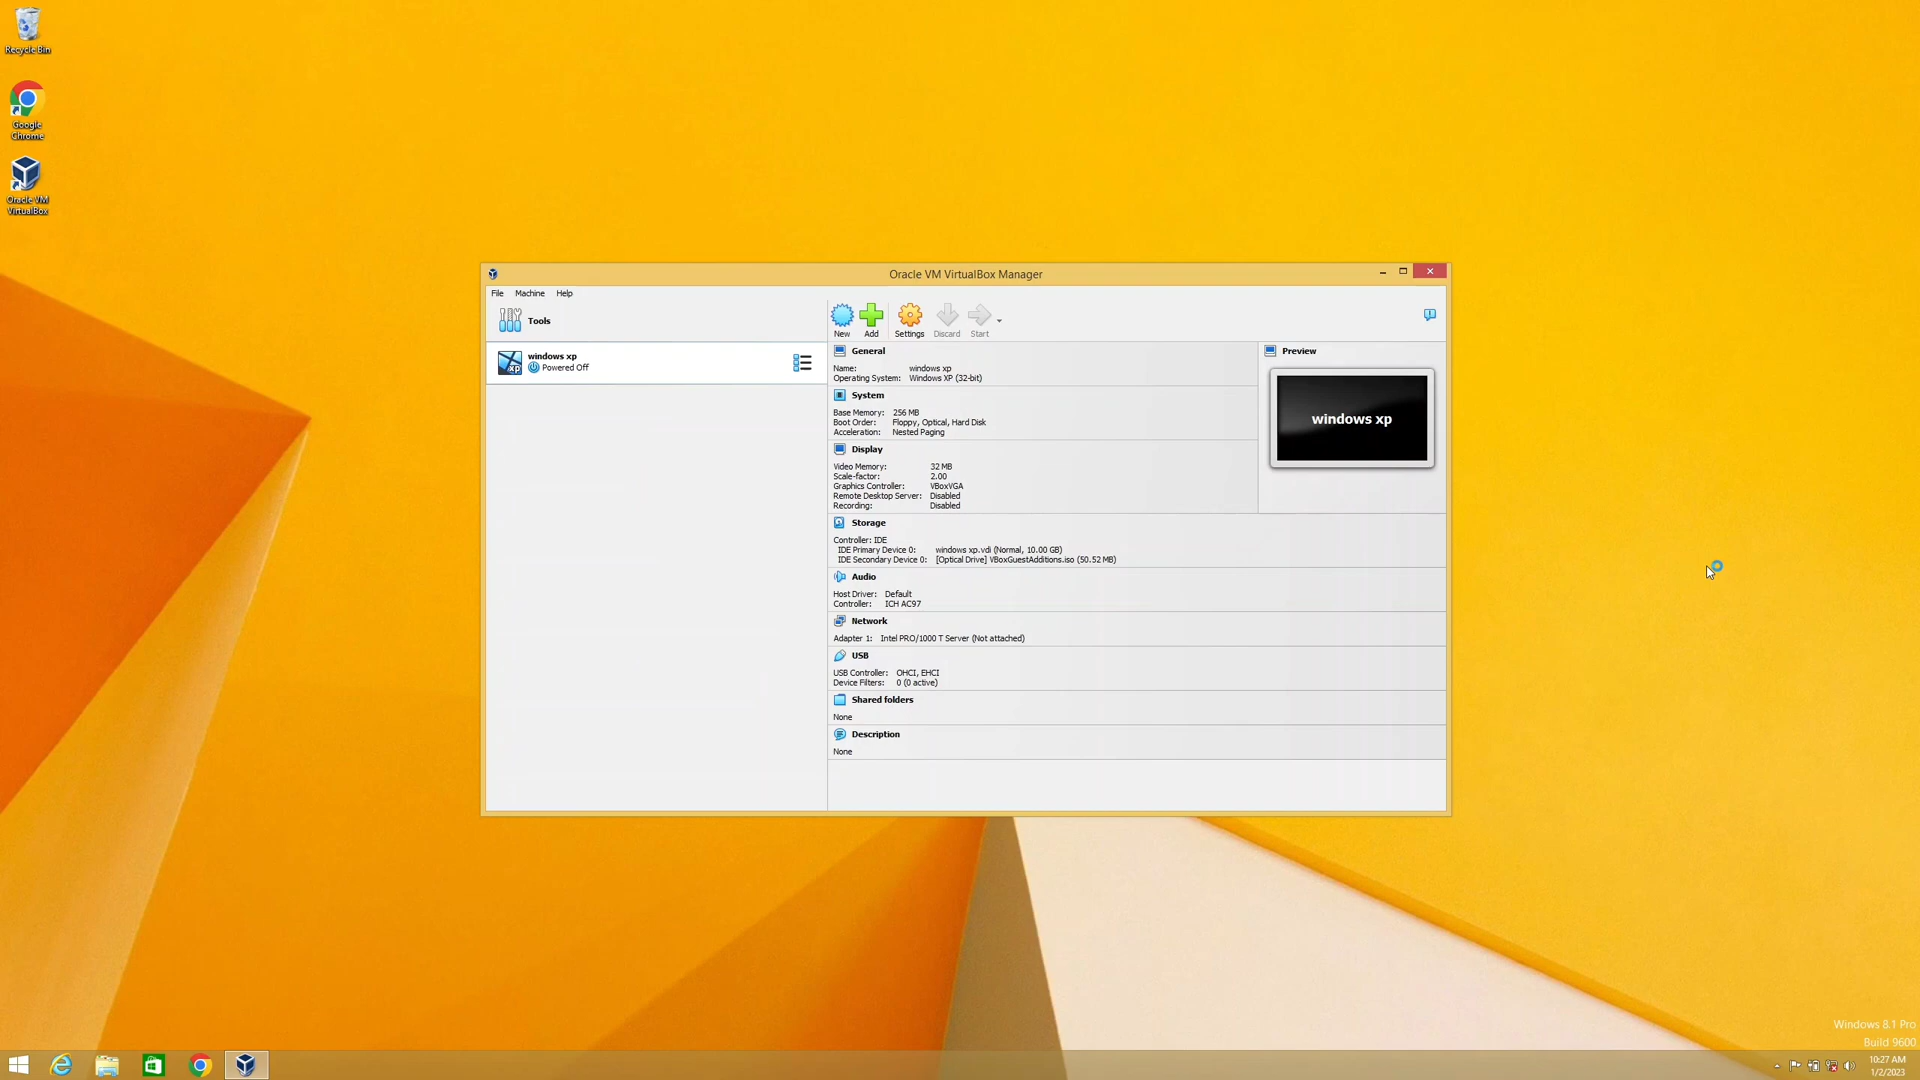 Recycle Bin
Google
Chrome
Oracle VM
VirtualBox
Oracle VM VirtualBox Manager
File Machine Help
Tools
New Add Settings Discard Start
windows xp
Powered Off
General
Name: windows xp
Operating System: Windows XP (32-bit)
System
Base Memory: 256 MB
Boot Order: Floppy, Optical, Hard Disk
Acceleration: Nested Paging
Display
Video Memory: 32 MB
Scale-factor: 2.00
Graphics Controller: VBoxVGA
Remote Desktop Server: Disabled
Recording: Disabled
Preview
windows xp
Storage
Controller: IDE
IDE Primary Device 0: windows xp.vdi (Normal, 10.00 GB)
IDE Secondary Device 0: [Optical Drive] VBoxGuestAdditions.iso (50.52 MB)
Audio
Host Driver: Default
Controller: ICH AC97
Network
Adapter 1: Intel PRO/1000 T Server (Not attached)
USB
USB Controller: OHCI, EHCI
Device Filters: 0 (0 active)
Shared folders
None
Description
None
Windows 8.1 Pro
Build 9600
10:27 AM
1/2/2023